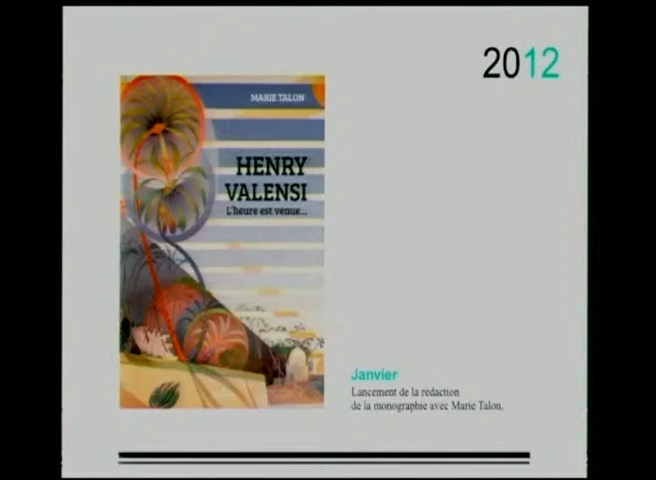 2012
MARIE TALON
HENRY
VALENSI
L'heure est venue...
Janvier
Lancement de la rédaction
de la monographie avec Marie Talon.